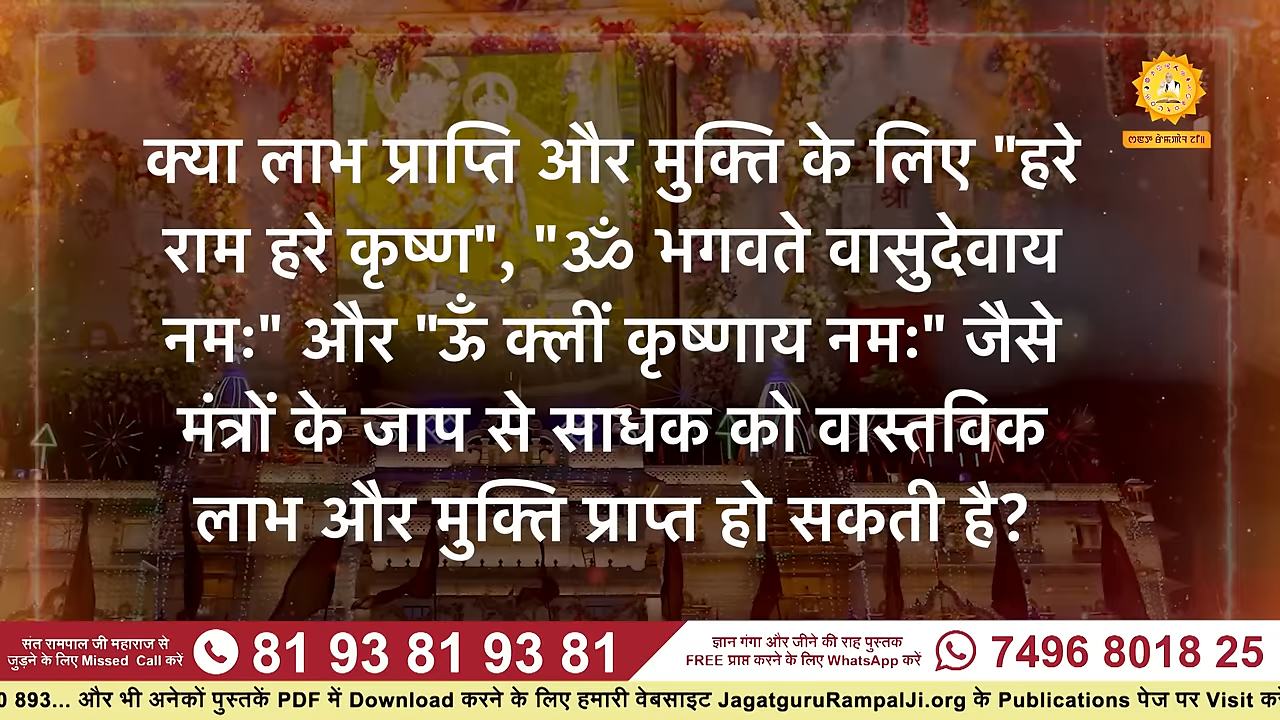 क्या लाभ प्राप्ति और मुक्ति के लिए "हरे
राम हरे कृष्ण", "ॐ भगवते वासुदेवाय
नमः" और "ऊँ क्लीं कृष्णाय नमः" जैसे
मंत्रों के जाप से साधक को वास्तविक
लाभ और मुक्ति प्राप्त हो सकती है?
श्री
संत रामपाल जी महाराज से
जुड़ने के लिए Missed Call करें
81 93 81 93 81
ज्ञान गंगा और जीने की राह पुस्तक
FREE प्राप्त करने के लिए WhatsApp करें
7496 8018 25
0 893... और भी अनेकों पुस्तकें PDF में Download करने के लिए हमारी वेबसाइट JagatguruRampalJi.org के Publications पेज पर Visit